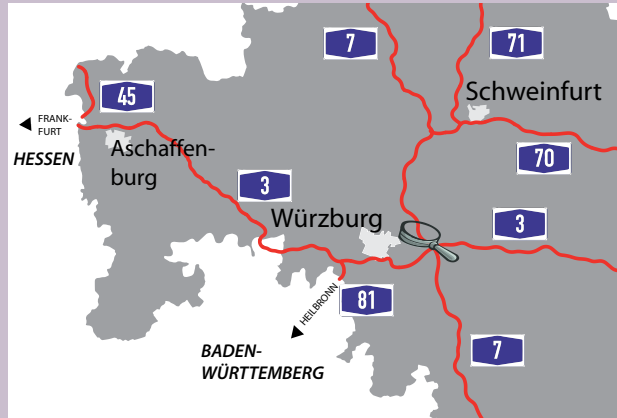 7
71
45
Schweinfurt
FRANK-
FURT
HESSEN
Aschaffen-
burg
70
3
Würzburg
3
81
HEILBRONN
BADEN-
WÜRTTEMBERG
7